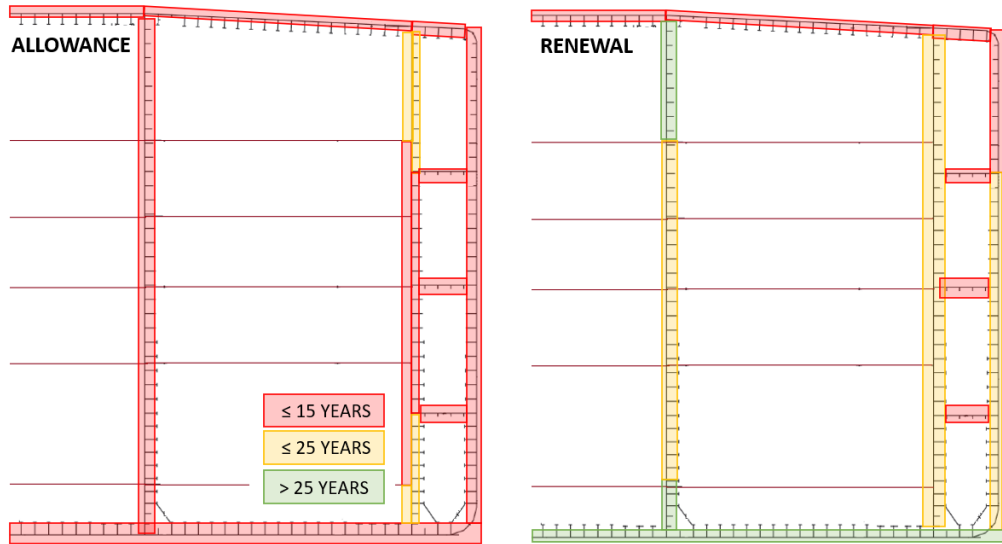 ALLOWANCE
RENEWAL
≤ 15 YEARS
≤ 25 YEARS
> 25 YEARS